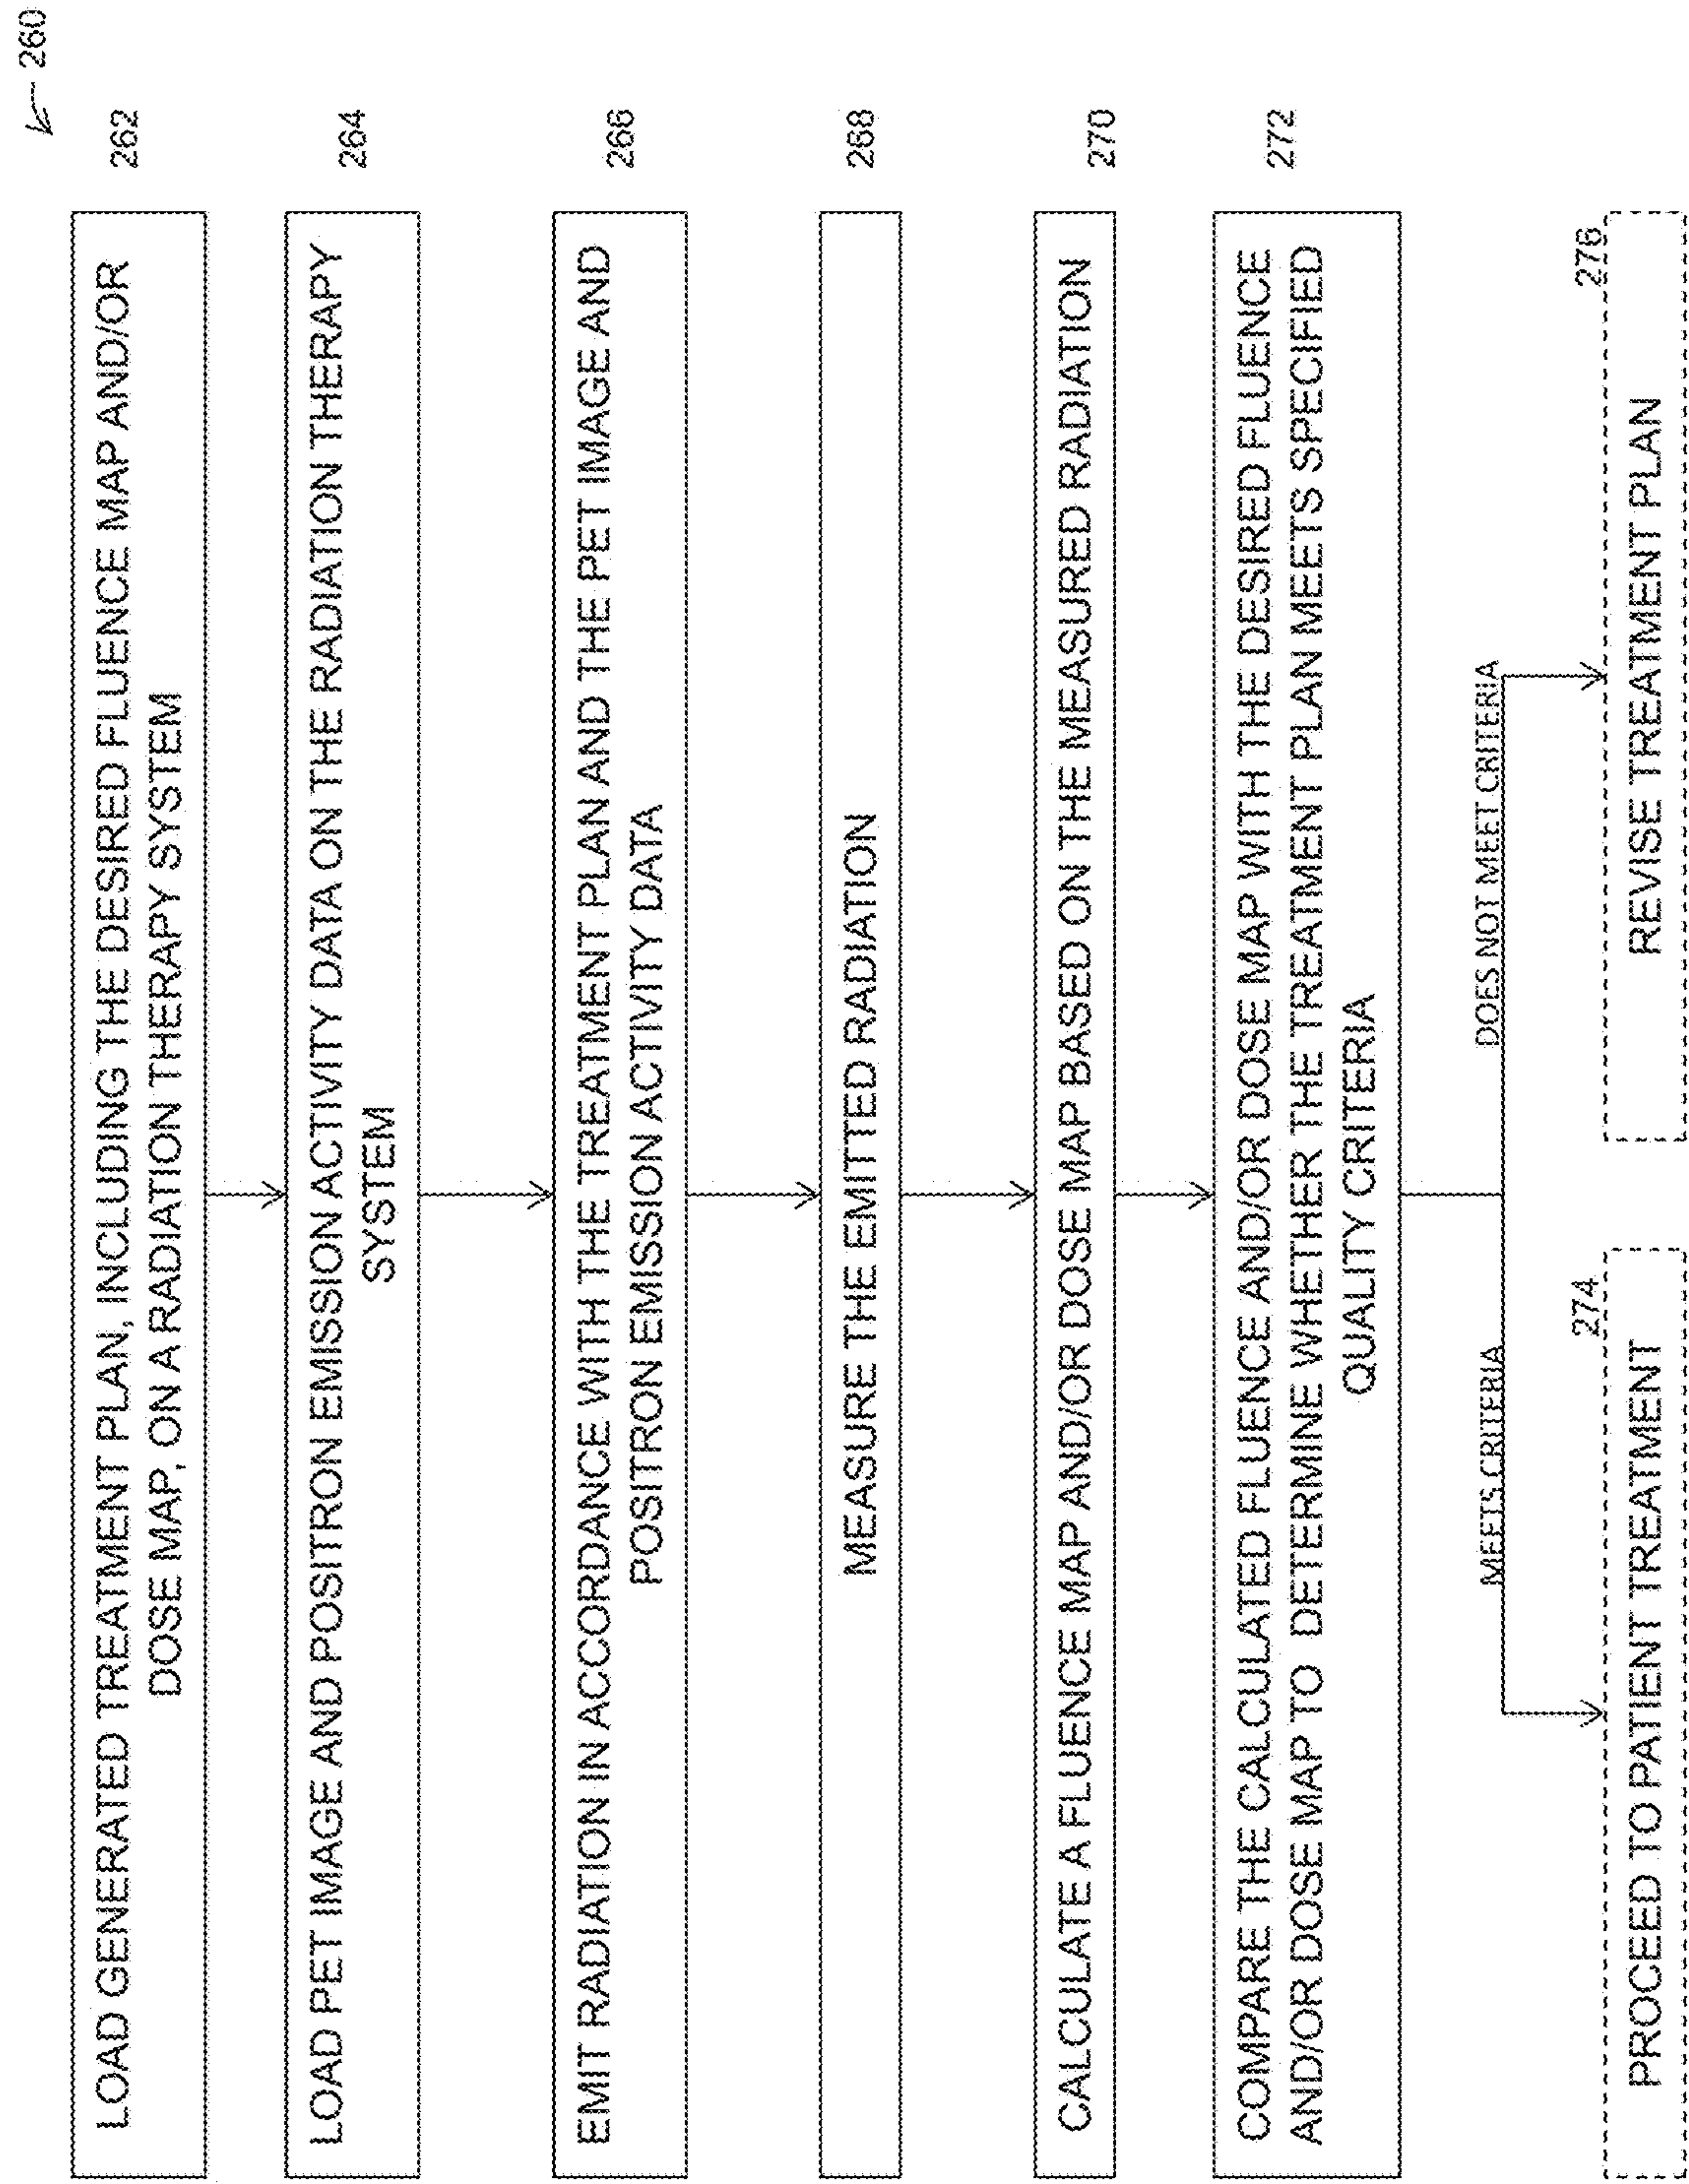 260
LOAD GENERATED TREATMENT PLAN, INCLUDING THE DESIRED FLUENCE MAP AND/OR
DOSE MAP, ON A RADIATION THERAPY SYSTEM
262
LOAD PET IMAGE AND POSITRON EMISSION ACTIVITY DATA ON THE RADIATION THERAPY
SYSTEM
264
EMIT RADIATION IN ACCORDANCE WITH THE TREATMENT PLAN AND THE PET IMAGE AND
POSITRON EMISSION ACTIVITY DATA
266
MEASURE THE EMITTED RADIATION
268
CALCULATE A FLUENCE MAP AND/OR DOSE MAP BASED ON THE MEASURED RADIATION
270
COMPARE THE CALCULATED FLUENCE AND/OR DOSE MAP WITH THE DESIRED FLUENCE
AND/OR DOSE MAP TO DETERMINE WHETHER THE TREATMENT PLAN MEETS SPECIFIED
QUALITY CRITERIA
272
MEETS CRITERIA
DOES NOT MEET CRITERIA
274
PROCEED TO PATIENT TREATMENT
276
REVISE TREATMENT PLAN